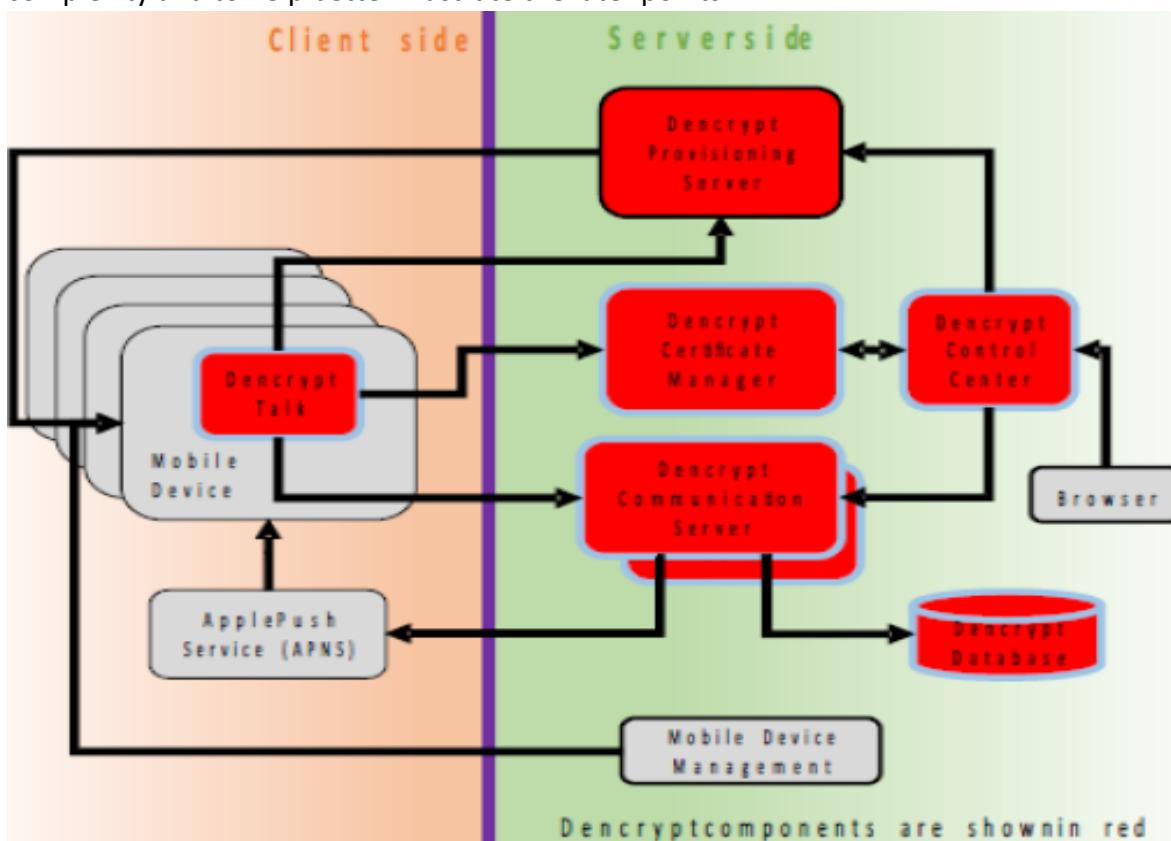 Client side
Serverside
Dencrypt
Provisioning
Server
Dencrypt
Certificate
Manager
Dencrypt
Control
Center
Dencrypt
Talk
Mobile
Device
Dencrypt
Communication
Server
Browser
ApplePush
Service (APNS)
Dencrypt
Database
Mobile Device
Management
Dencryptcomponents are shownin red